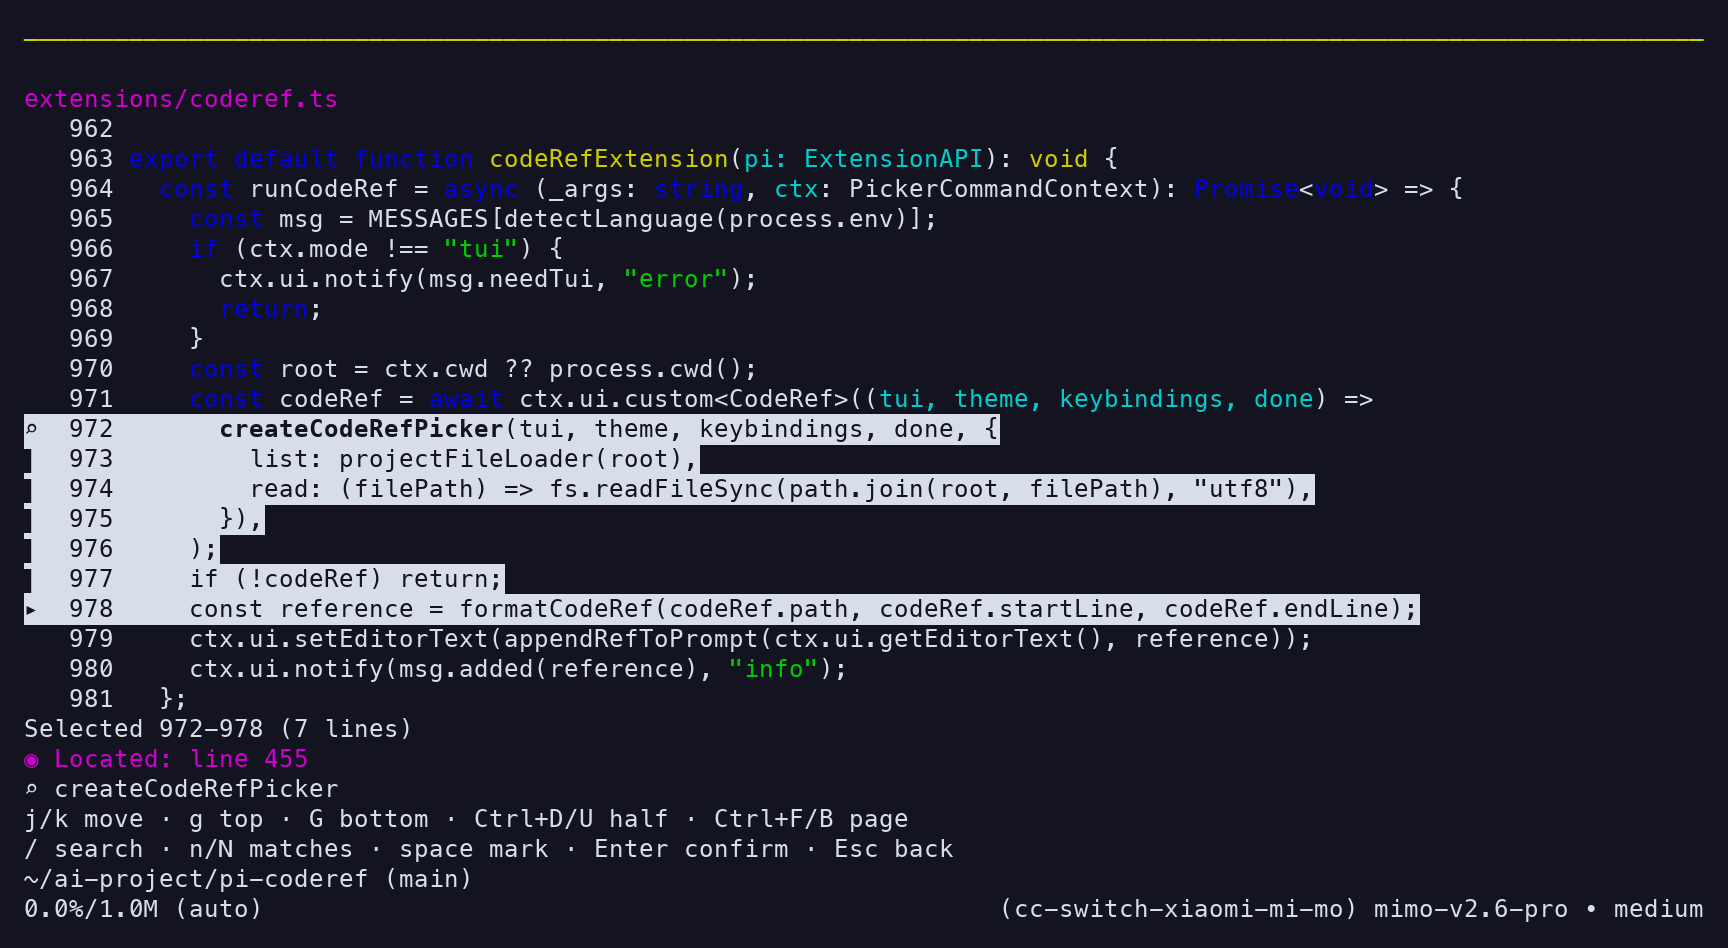 extensions/coderef.ts
962
963 export default function codeRefExtension(pi: ExtensionAPI): void {
964   const runCodeRef = async (_args: string, ctx: PickerCommandContext): Promise<void> => {
965     const msg = MESSAGES[detectLanguage(process.env)];
966     if (ctx.mode !== "tui") {
967       ctx.ui.notify(msg.needTui, "error");
968       return;
969     }
970     const root = ctx.cwd ?? process.cwd();
971     const codeRef = await ctx.ui.custom<CodeRef>((tui, theme, keybindings, done) =>
⌕  972       createCodeRefPicker(tui, theme, keybindings, done, {
973         list: projectFileLoader(root),
974         read: (filePath) => fs.readFileSync(path.join(root, filePath), "utf8"),
975       }),
976     );
977     if (!codeRef) return;
▸  978     const reference = formatCodeRef(codeRef.path, codeRef.startLine, codeRef.endLine);
979     ctx.ui.setEditorText(appendRefToPrompt(ctx.ui.getEditorText(), reference));
980     ctx.ui.notify(msg.added(reference), "info");
981   };
Selected 972–978 (7 lines)
◉ Located: line 455
⌕ createCodeRefPicker
j/k move · g top · G bottom · Ctrl+D/U half · Ctrl+F/B page
/ search · n/N matches · space mark · Enter confirm · Esc back
~/ai-project/pi-coderef (main)
0.0%/1.0M (auto) (cc-switch-xiaomi-mi-mo) mimo-v2.6-pro • medium